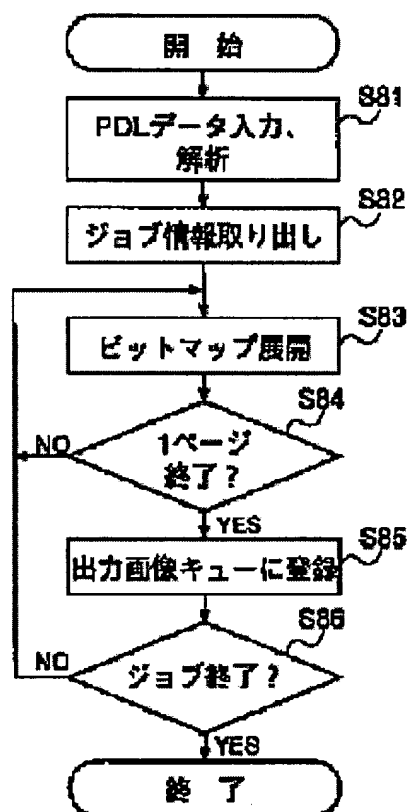 開 始
S81
PDLデータ入力、
解析
S82
ジョブ情報取り出し
S83
ビットマップ展開
S84
1ページ
終了?
NO
YES
S85
出力画像キューに登録
S86
ジョブ終了?
NO
YES
終 了